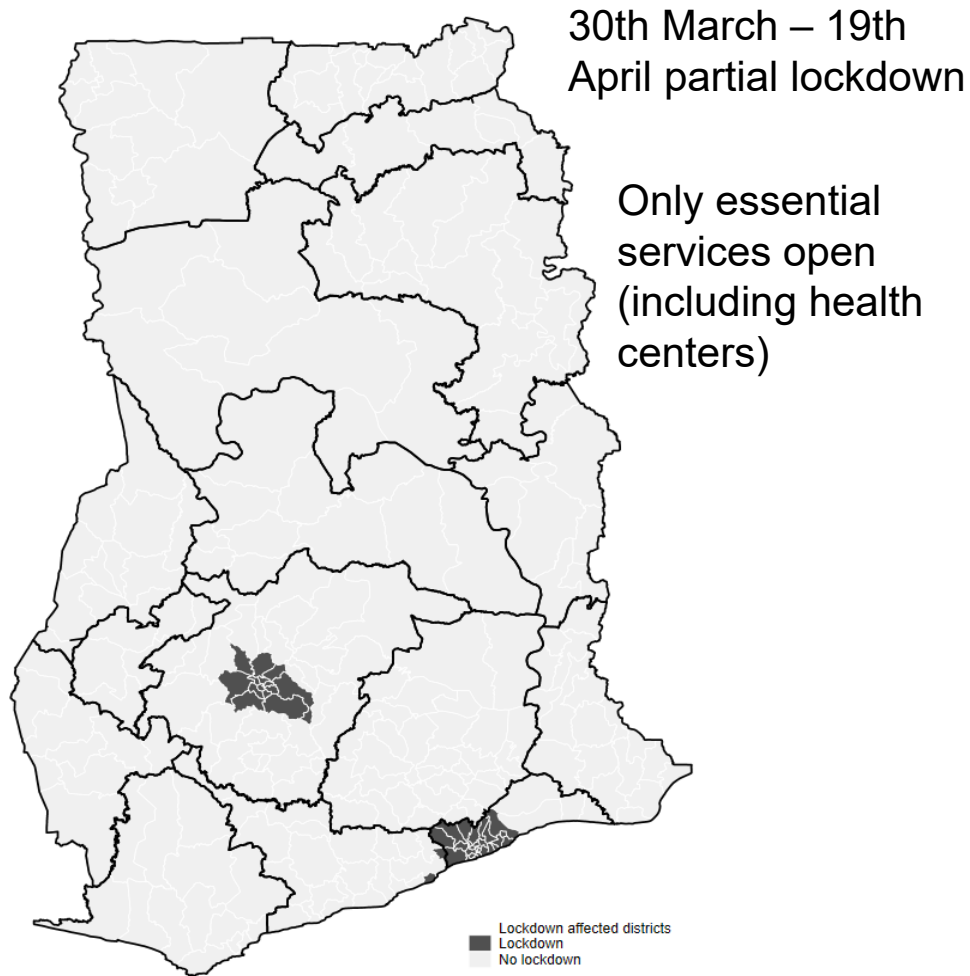 30th March – 19th
April partial lockdown
Only essential
services open
(including health
centers)
Lockdown affected districts
Lockdown
No lockdown